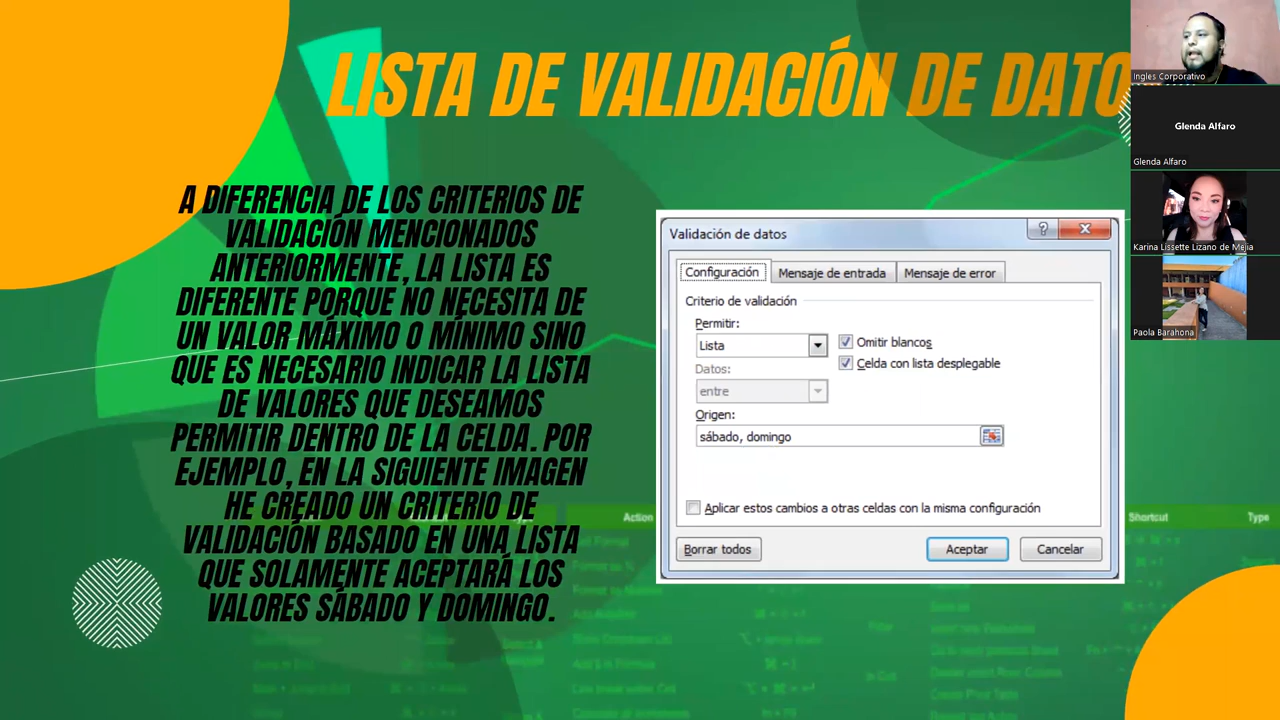 LISTA DE VALIDACIÓN DE DATO
A DIFERENCIA DE LOS CRITERIOS DE
VALIDACIÓN MENCIONADOS
ANTERIORMENTE, LA LISTA ES
DIFERENTE PORQUE NO NECESITA DE
UN VALOR MÁXIMO O MÍNIMO SINO
QUE ES NECESARIO INDICAR LA LISTA
DE VALORES QUE DESEAMOS
PERMITIR DENTRO DE LA CELDA. POR
EJEMPLO, EN LA SIGUIENTE IMAGEN
HE CREADO UN CRITERIO DE
VALIDACIÓN BASADO EN UNA LISTA
QUE SOLAMENTE ACEPTARÁ LOS
VALORES SÁBADO Y DOMINGO.
Validación de datos
Configuración Mensaje de entrada Mensaje de error
Criterio de validación
Permitir:
Lista Omitir blancos
Datos: Celda con lista desplegable
entre
Origen:
sábado, domingo
Aplicar estos cambios a otras celdas con la misma configuración
Borrar todos Aceptar Cancelar
Action Shortcut Type
Ingles Corporativo
Glenda Alfaro
Glenda Alfaro
Karina Lissette Lizano de Mejia
Paola Barahona